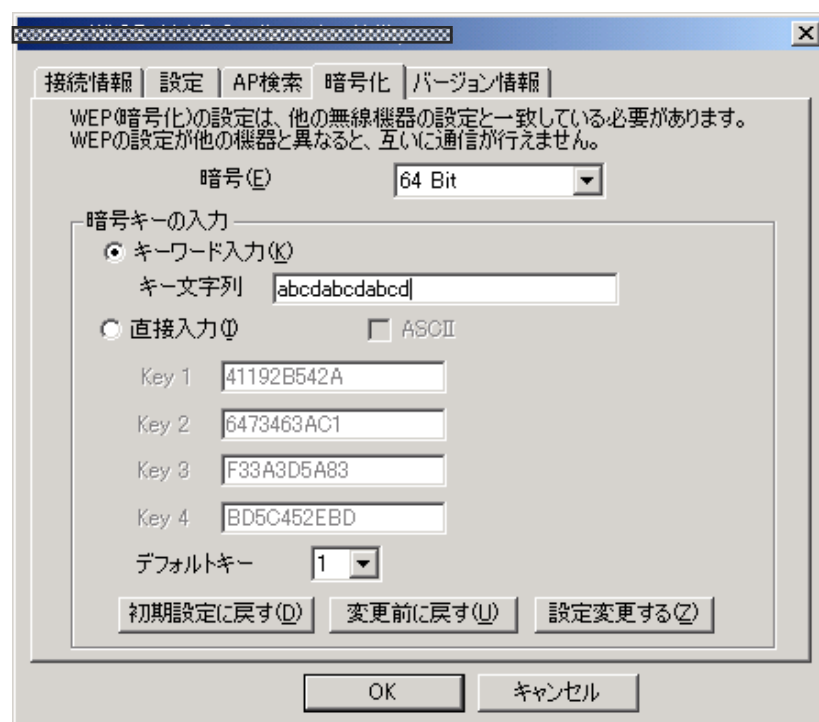 接続情報 設定 AP検索 暗号化 バージョン情報
WEP(暗号化)の設定は、他の無線機器の設定と一致している必要があります。
WEPの設定が他の機器と異なると、互いに通信が行えません。
暗号(E) 64 Bit
暗号キーの入力
キーワード入力(K)
キー文字列 abcdabcdabcd
直接入力(I) ASCII
Key 1 41192B542A
Key 2 6473463AC1
Key 3 F33A3D5A83
Key 4 BD5C452EBD
デフォルトキー 1
初期設定に戻す(D) 変更前に戻す(U) 設定変更する(Z)
OK キャンセル